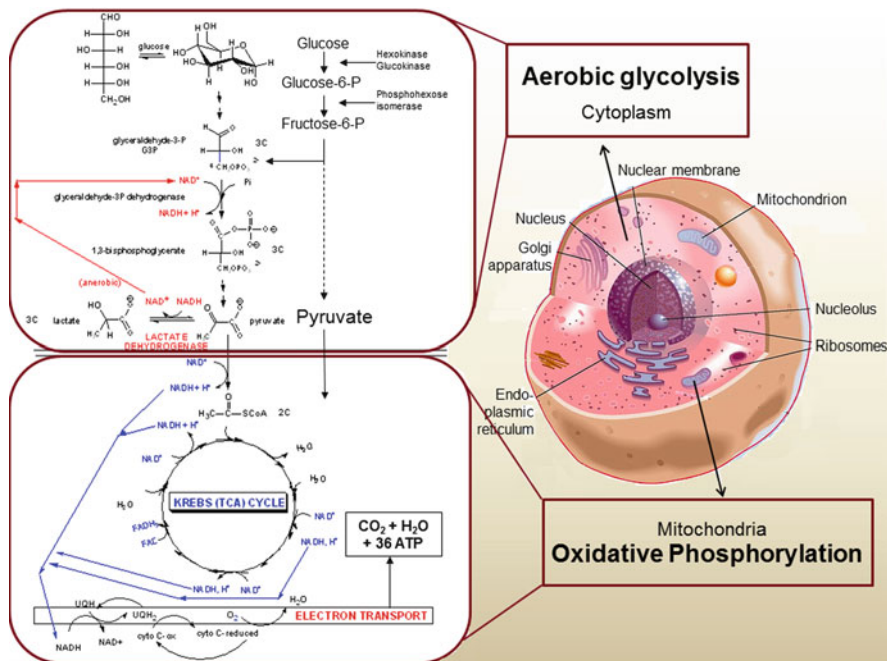 CHO
H
OH
HO
H
H
OH
H
OH
CH₂OH
glucose
OH
H
HO
HO
H
H
OH
H
OH
Glucose
Hexokinase
Glucokinase
Glucose-6-P
Phosphohexose
isomerase
Fructose-6-P
glyceraldehyde-3-P
G3P
3C
NAD⁺
Pi
glyceraldehyde-3P dehydrogenase
NADH + H⁺
1,3-bisphosphoglycerate
3C
(anerobic)
NAD⁺ NADH
3C lactate
pyruvate
Pyruvate
LACTATE
DEHYDROGENASE
NAD⁺
NADH + H⁺
H₃C
O
SCoA
2C
NADH + H⁺
H₂O
NAD⁺
H₂O
H₂O
KREBS (TCA) CYCLE
NAD⁺
FADH₂
FAD
NADH, H⁺
NADH, H⁺
NAD⁺
CO₂ + H₂O
+ 36 ATP
H₂O
UQH
UQH₂
O₂
ELECTRON TRANSPORT
NADH
NAD+
cyto C- ox
cyto C-reduced
Aerobic glycolysis
Cytoplasm
Nuclear membrane
Mitochondrion
Nucleus
Golgi
apparatus
Nucleolus
Ribosomes
Endo-
plasmic
reticulum
Mitochondria
Oxidative Phosphorylation